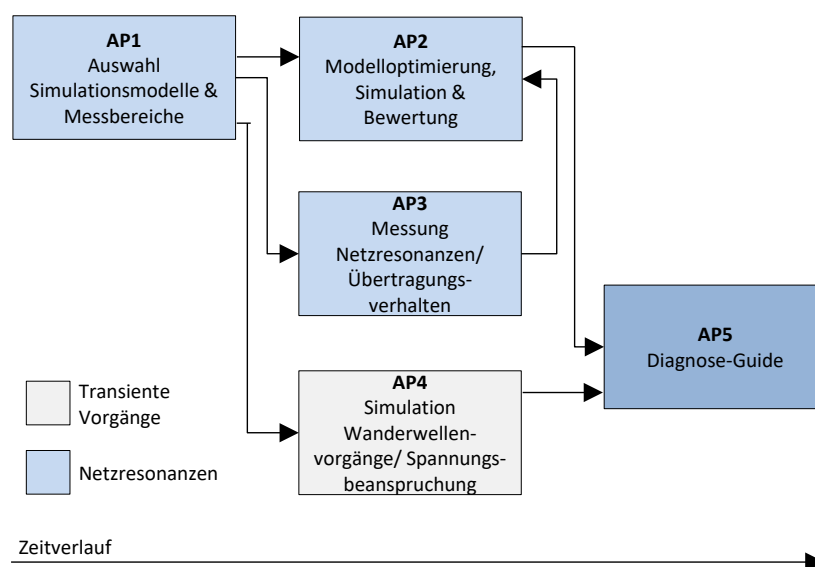 AP1
Auswahl
Simulationsmodelle &
Messbereiche
AP2
Modelloptimierung,
Simulation &
Bewertung
AP3
Messung
Netzresonanzen/
Übertragungs-
verhalten
AP4
Simulation
Wanderwellen-
vorgänge/ Spannungs-
beanspruchung
AP5
Diagnose-Guide
Transiente
Vorgänge
Netzresonanzen
Zeitverlauf